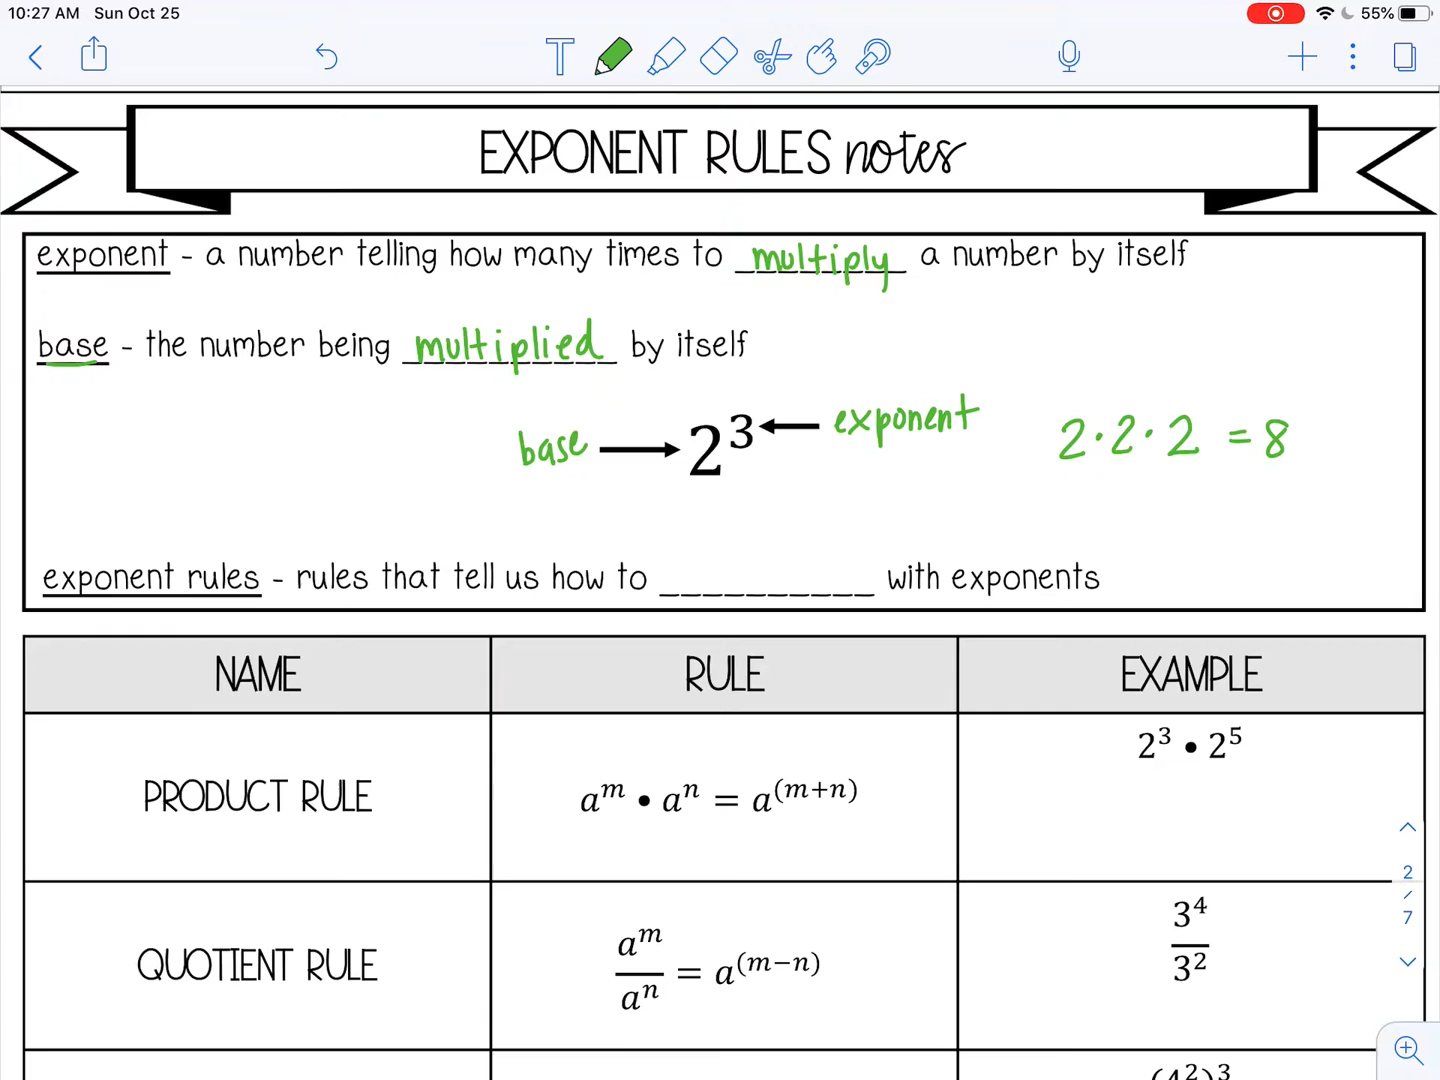 10:27 AM Sun Oct 25 55%
EXPONENT RULES notes
exponent - a number telling how many times to multiply a number by itself
base - the number being multiplied by itself
base → 2³ ← exponent 2·2·2 = 8
exponent rules - rules that tell us how to __________ with exponents
NAME RULE EXAMPLE
2³ • 2⁵
PRODUCT RULE aᵐ • aⁿ = a⁽ᵐ⁺ⁿ⁾
3⁴/3²
QUOTIENT RULE aᵐ/aⁿ = a⁽ᵐ⁻ⁿ⁾
(4²)³
2/7